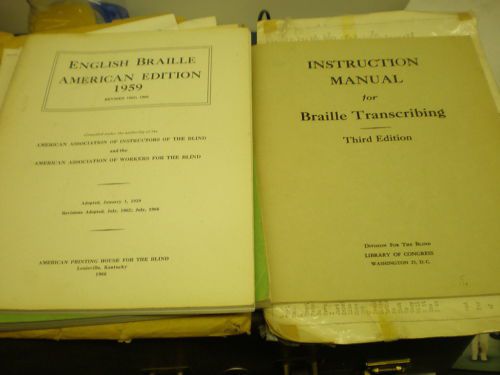 ENGLISH BRAILLE
AMERICAN EDITION
1959
REVISED 1962, 1966
Compiled under the authority of the
AMERICAN ASSOCIATION OF INSTRUCTORS OF THE BLIND
and the
AMERICAN ASSOCIATION OF WORKERS FOR THE BLIND
Adopted, January 1, 1959
Revisions Adopted, July, 1962; July, 1966
AMERICAN PRINTING HOUSE FOR THE BLIND
Louisville, Kentucky
1966
INSTRUCTION
MANUAL
for
Braille Transcribing
Third Edition
DIVISION FOR THE BLIND
LIBRARY OF CONGRESS
WASHINGTON 25, D.C.